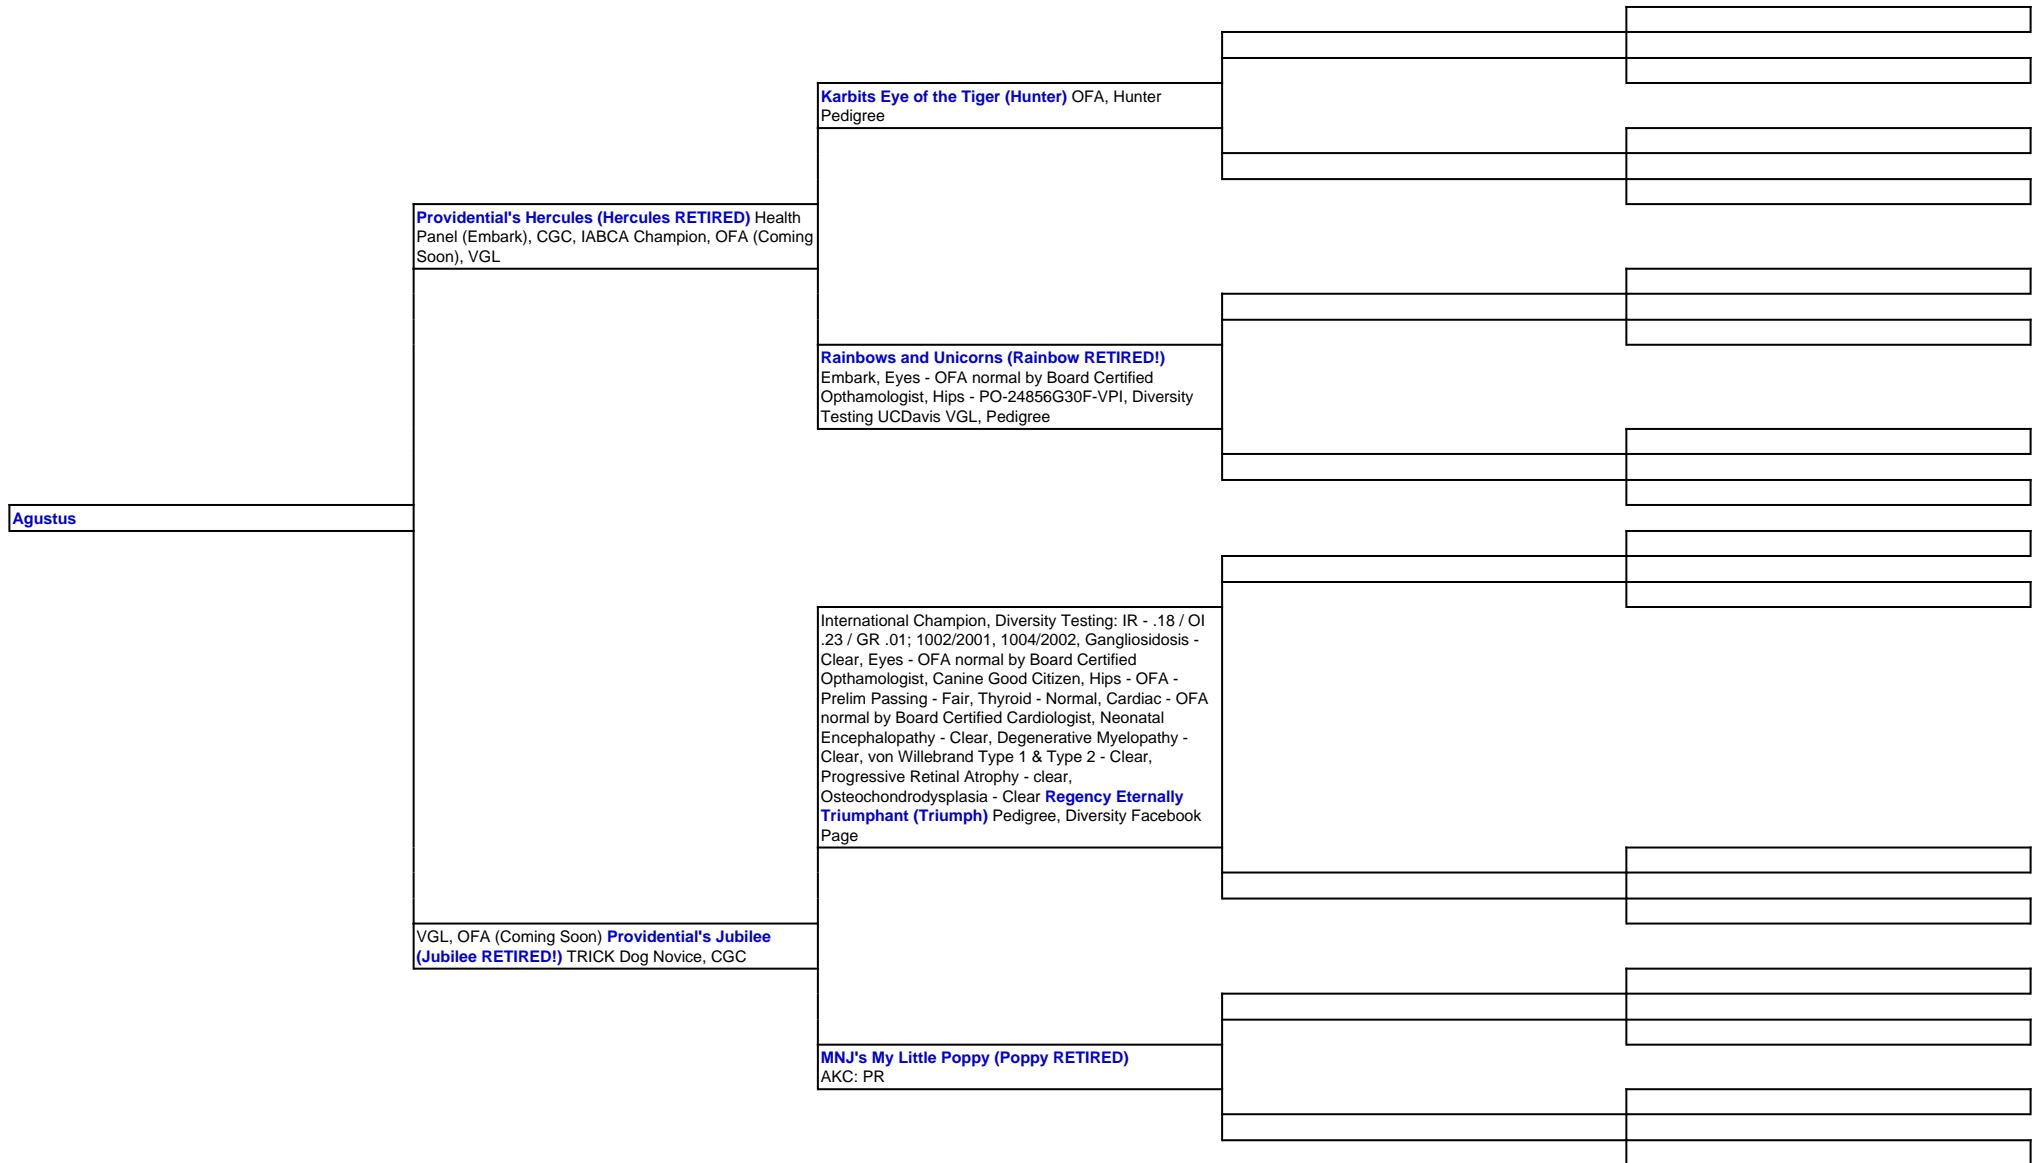 Karbits Eye of the Tiger (Hunter) OFA, Hunter
Pedigree
Providential's Hercules (Hercules RETIRED) Health
Panel (Embark), CGC, IABCA Champion, OFA (Coming
Soon), VGL
Rainbows and Unicorns (Rainbow RETIRED!)
Embark, Eyes - OFA normal by Board Certified
Opthamologist, Hips - PO-24856G30F-VPI, Diversity
Testing UCDavis VGL, Pedigree
Agustus
International Champion, Diversity Testing: IR - .18 / OI
.23 / GR .01; 1002/2001, 1004/2002, Gangliosidosis -
Clear, Eyes - OFA normal by Board Certified
Opthamologist, Canine Good Citizen, Hips - OFA -
Prelim Passing - Fair, Thyroid - Normal, Cardiac - OFA
normal by Board Certified Cardiologist, Neonatal
Encephalopathy - Clear, Degenerative Myelopathy -
Clear, von Willebrand Type 1 & Type 2 - Clear,
Progressive Retinal Atrophy - clear,
Osteochondrodysplasia - Clear Regency Eternally
Triumphant (Triumph) Pedigree, Diversity Facebook
Page
VGL, OFA (Coming Soon) Providential's Jubilee
(Jubilee RETIRED!) TRICK Dog Novice, CGC
MNJ's My Little Poppy (Poppy RETIRED)
AKC: PR